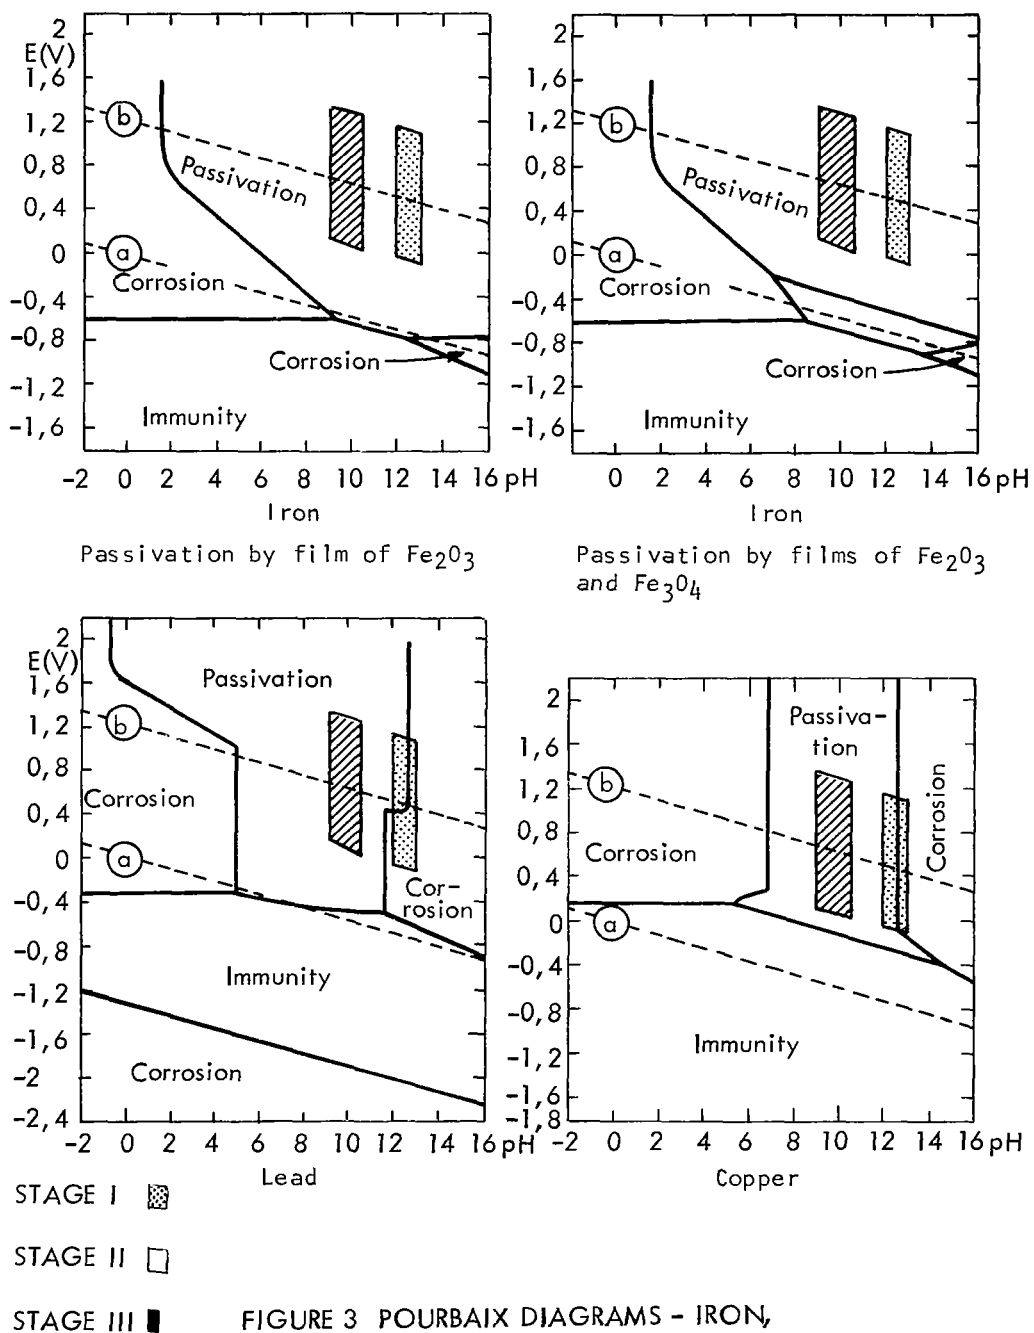 2
E(V)
1,6
1,2
0,8
0,4
0
-0,4
-0,8
-1,2
-1,6
b
a
Passivation
Corrosion
Corrosion
Immunity
-2 0 2 4 6 8 10 12 14 16 pH
Iron
Passivation by film of Fe2O3
2
1,6
1,2
0,8
0,4
0
-0,4
-0,8
-1,2
-1,6
b
a
Passivation
Corrosion
Corrosion
Immunity
0 2 4 6 8 10 12 14 16 pH
Iron
Passivation by films of Fe2O3
and Fe3O4
2
E(V)
1,6
1,2
0,8
0,4
0
-0,4
-0,8
-1,2
-1,6
-2
-2,4
b
a
Passivation
Corrosion
Cor-
rosion
Immunity
Corrosion
-2 0 2 4 6 8 10 12 14 16 pH
Lead
2
1,6
1,2
0,8
0,4
0
-0,4
-0,8
-1,2
-1,6
-1,8
b
a
Passiva-
tion
Corrosion
Corrosion
Immunity
-2 0 2 4 6 8 10 12 14 16 pH
Copper
STAGE I
STAGE II
STAGE III
FIGURE 3 POURBAIX DIAGRAMS - IRON,